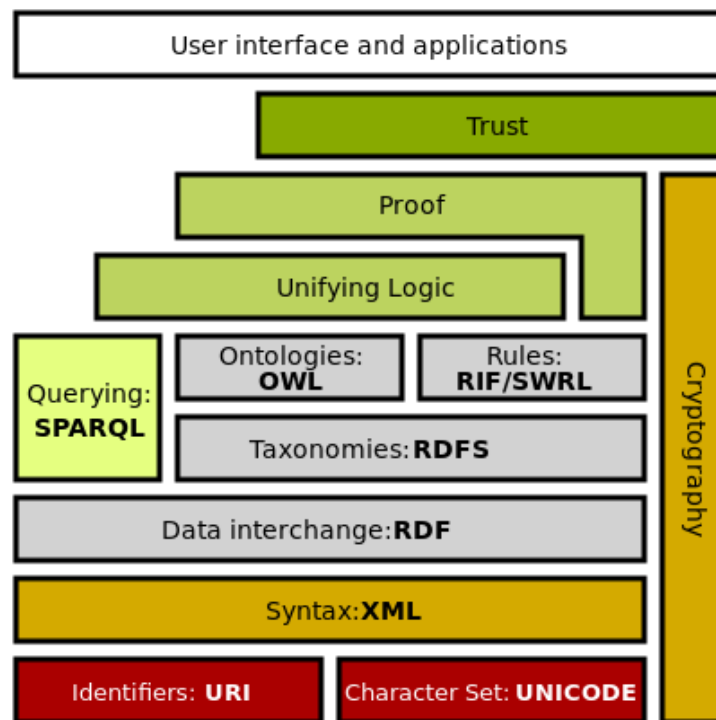 User interface and applications
Trust
Proof
Unifying Logic
Querying:
SPARQL
Ontologies:
OWL
Rules:
RIF/SWRL
Taxonomies: RDFS
Data interchange: RDF
Syntax: XML
Identifiers: URI
Character Set: UNICODE
Cryptography